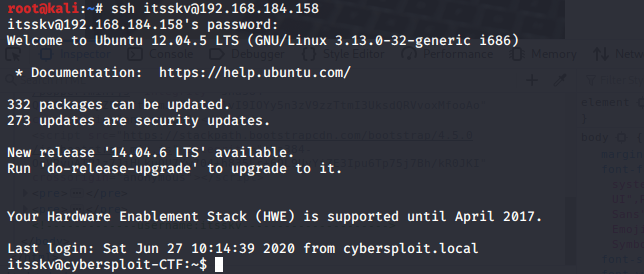 root@kali:~# ssh itsskv@192.168.184.158
itsskv@192.168.184.158's password:
Welcome to Ubuntu 12.04.5 LTS (GNU/Linux 3.13.0-32-generic i686)
* Documentation:  https://help.ubuntu.com/
332 packages can be updated.
273 updates are security updates.
New release '14.04.6 LTS' available.
Run 'do-release-upgrade' to upgrade to it.
Your Hardware Enablement Stack (HWE) is supported until April 2017.
Last login: Sat Jun 27 10:14:39 2020 from cybersploit.local
itsskv@cybersploit-CTF:~$